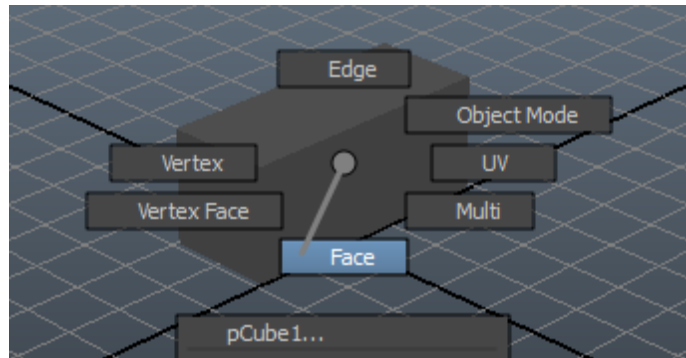 Edge
Object Mode
Vertex
UV
Vertex Face
Multi
Face
pCube1...